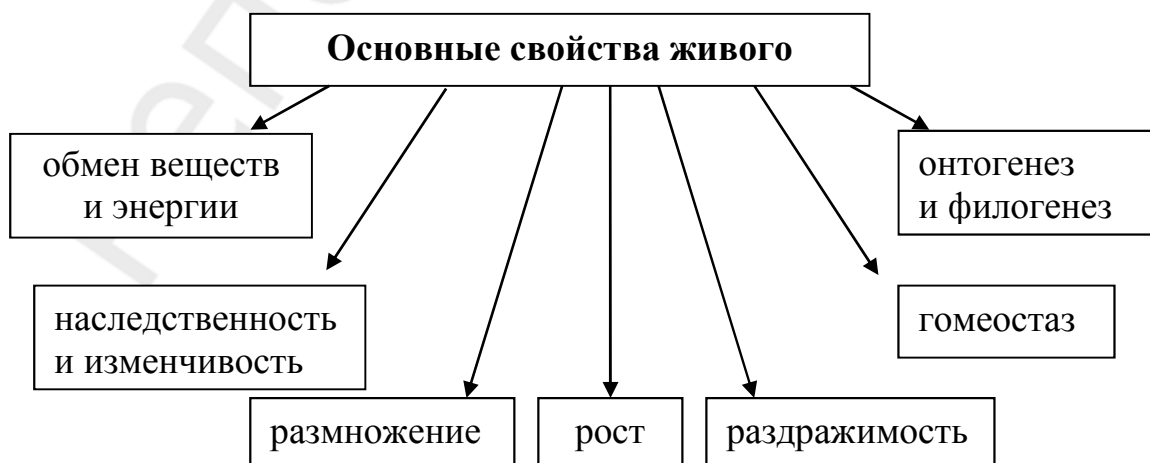 Основные свойства живого
обмен веществ
и энергии
онтогенез
и филогенез
наследственность
и изменчивость
гомеостаз
размножение
рост
раздражимость